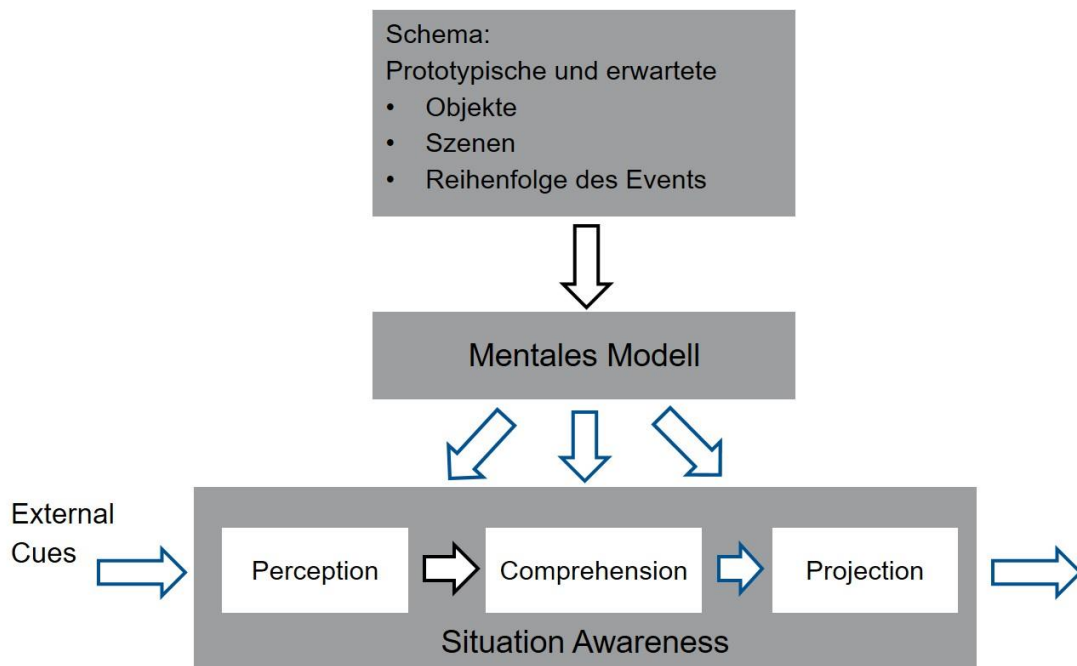 Schema:
Prototypische und erwartete
• Objekte
• Szenen
• Reihenfolge des Events
Mentales Modell
External
Cues
Perception
Comprehension
Projection
Situation Awareness